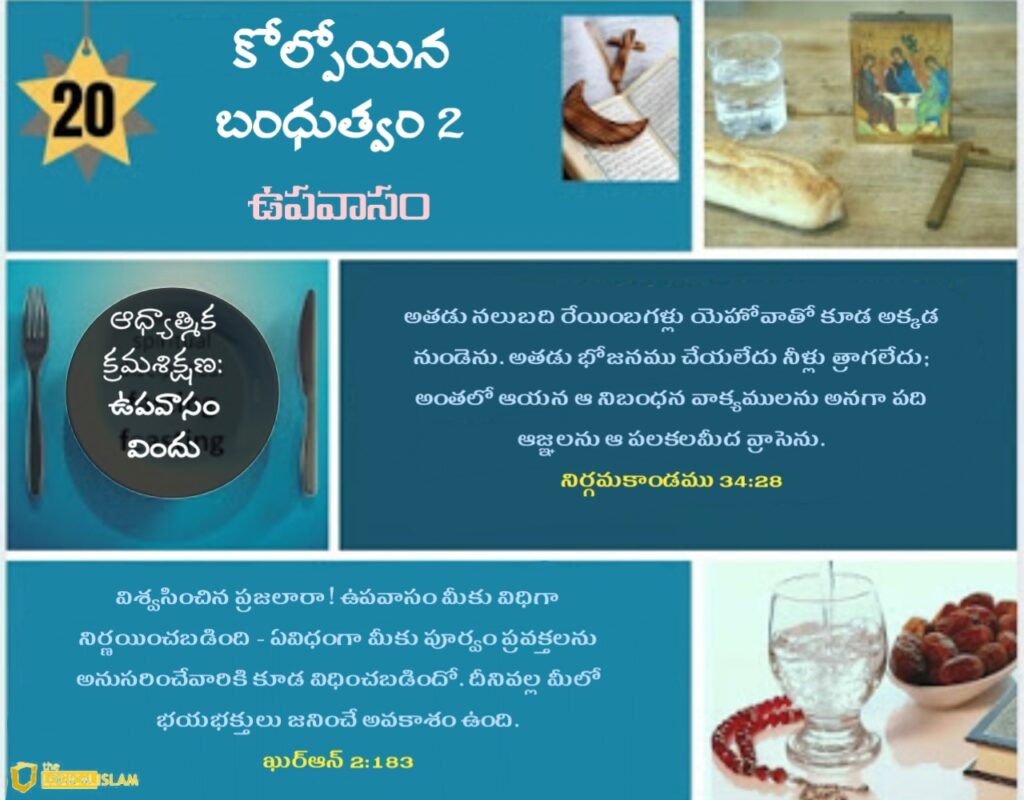 20
కోల్పోయిన
బంధుత్వం 2
ఉపవాసం
ఆధ్యాత్మిక
క్రమశిక్షణ:
ఉపవాసం
విందు
అతడు నలుబది రేయింబగళ్లు యెహోవాతో కూడ అక్కడ
నుండెను. అతడు భోజనము చేయలేదు నీళ్లు త్రాగలేదు;
అంతలో ఆయన ఆ నిబంధన వాక్యములను అనగా పది
ఆజ్ఞలను ఆ పలకలమీద వ్రాసెను.
నిర్గమకాండము 34:28
విశ్వసించిన ప్రజలారా! ఉపవాసం మీకు విధిగా
నిర్ణయించబడింది - ఏవిధంగా మీకు పూర్వం ప్రవక్తలను
అనుసరించేవారికి కూడ విధించబడిందో. దీనివల్ల మీలో
భయభక్తులు జనించే అవకాశం ఉంది.
ఖుర్ఆన్ 2:183
the
ISLAM